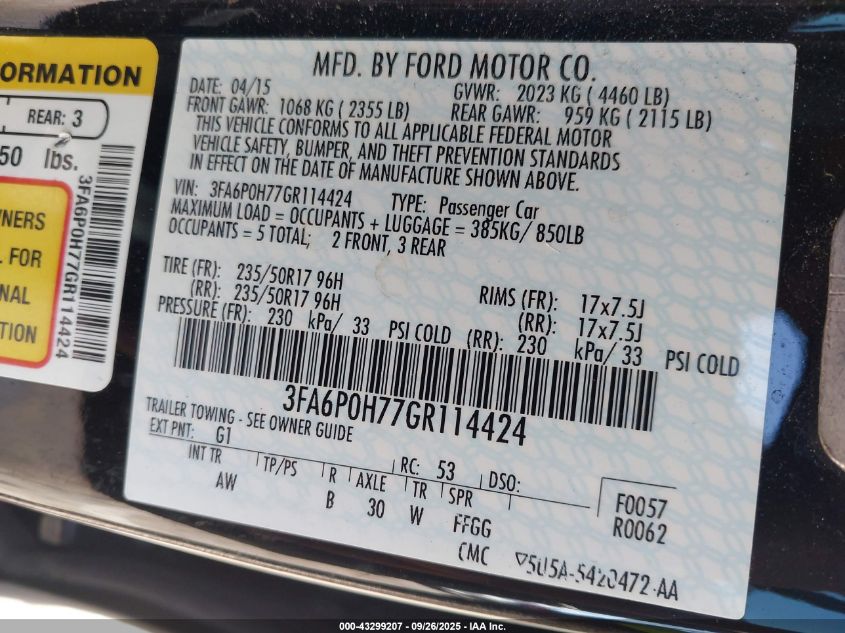 ORMATION
REAR: 3
50 lbs.
WNERS
L FOR
NAL
TION
3FA6P0H77GR114424
MFD. BY FORD MOTOR CO.
DATE: 04/15 GVWR: 2023 KG ( 4460 LB)
FRONT GAWR: 1068 KG ( 2355 LB) REAR GAWR: 959 KG ( 2115 LB)
THIS VEHICLE CONFORMS TO ALL APPLICABLE FEDERAL MOTOR
VEHICLE SAFETY, BUMPER, AND THEFT PREVENTION STANDARDS
IN EFFECT ON THE DATE OF MANUFACTURE SHOWN ABOVE.
VIN: 3FA6P0H77GR114424 TYPE: Passenger Car
MAXIMUM LOAD = OCCUPANTS + LUGGAGE = 385KG/ 850LB
OCCUPANTS = 5 TOTAL; 2 FRONT, 3 REAR
TIRE (FR): 235/50R17 96H RIMS (FR): 17x7.5J
(RR): 235/50R17 96H (RR): 17x7.5J
PRESSURE (FR): 230 kPa/ 33 PSI COLD (RR): 230 kPa/ 33 PSI COLD
3FA6P0H77GR114424
TRAILER TOWING - SEE OWNER GUIDE
EXT PNT: G1 RC: 53 DSO:
INT TR TP/PS R AXLE TR SPR F0057
AW B 30 W FFGG R0062
CMC ▽5U5A-5420472-AA
000-43299207 - 09/26/2025 - IAA Inc.